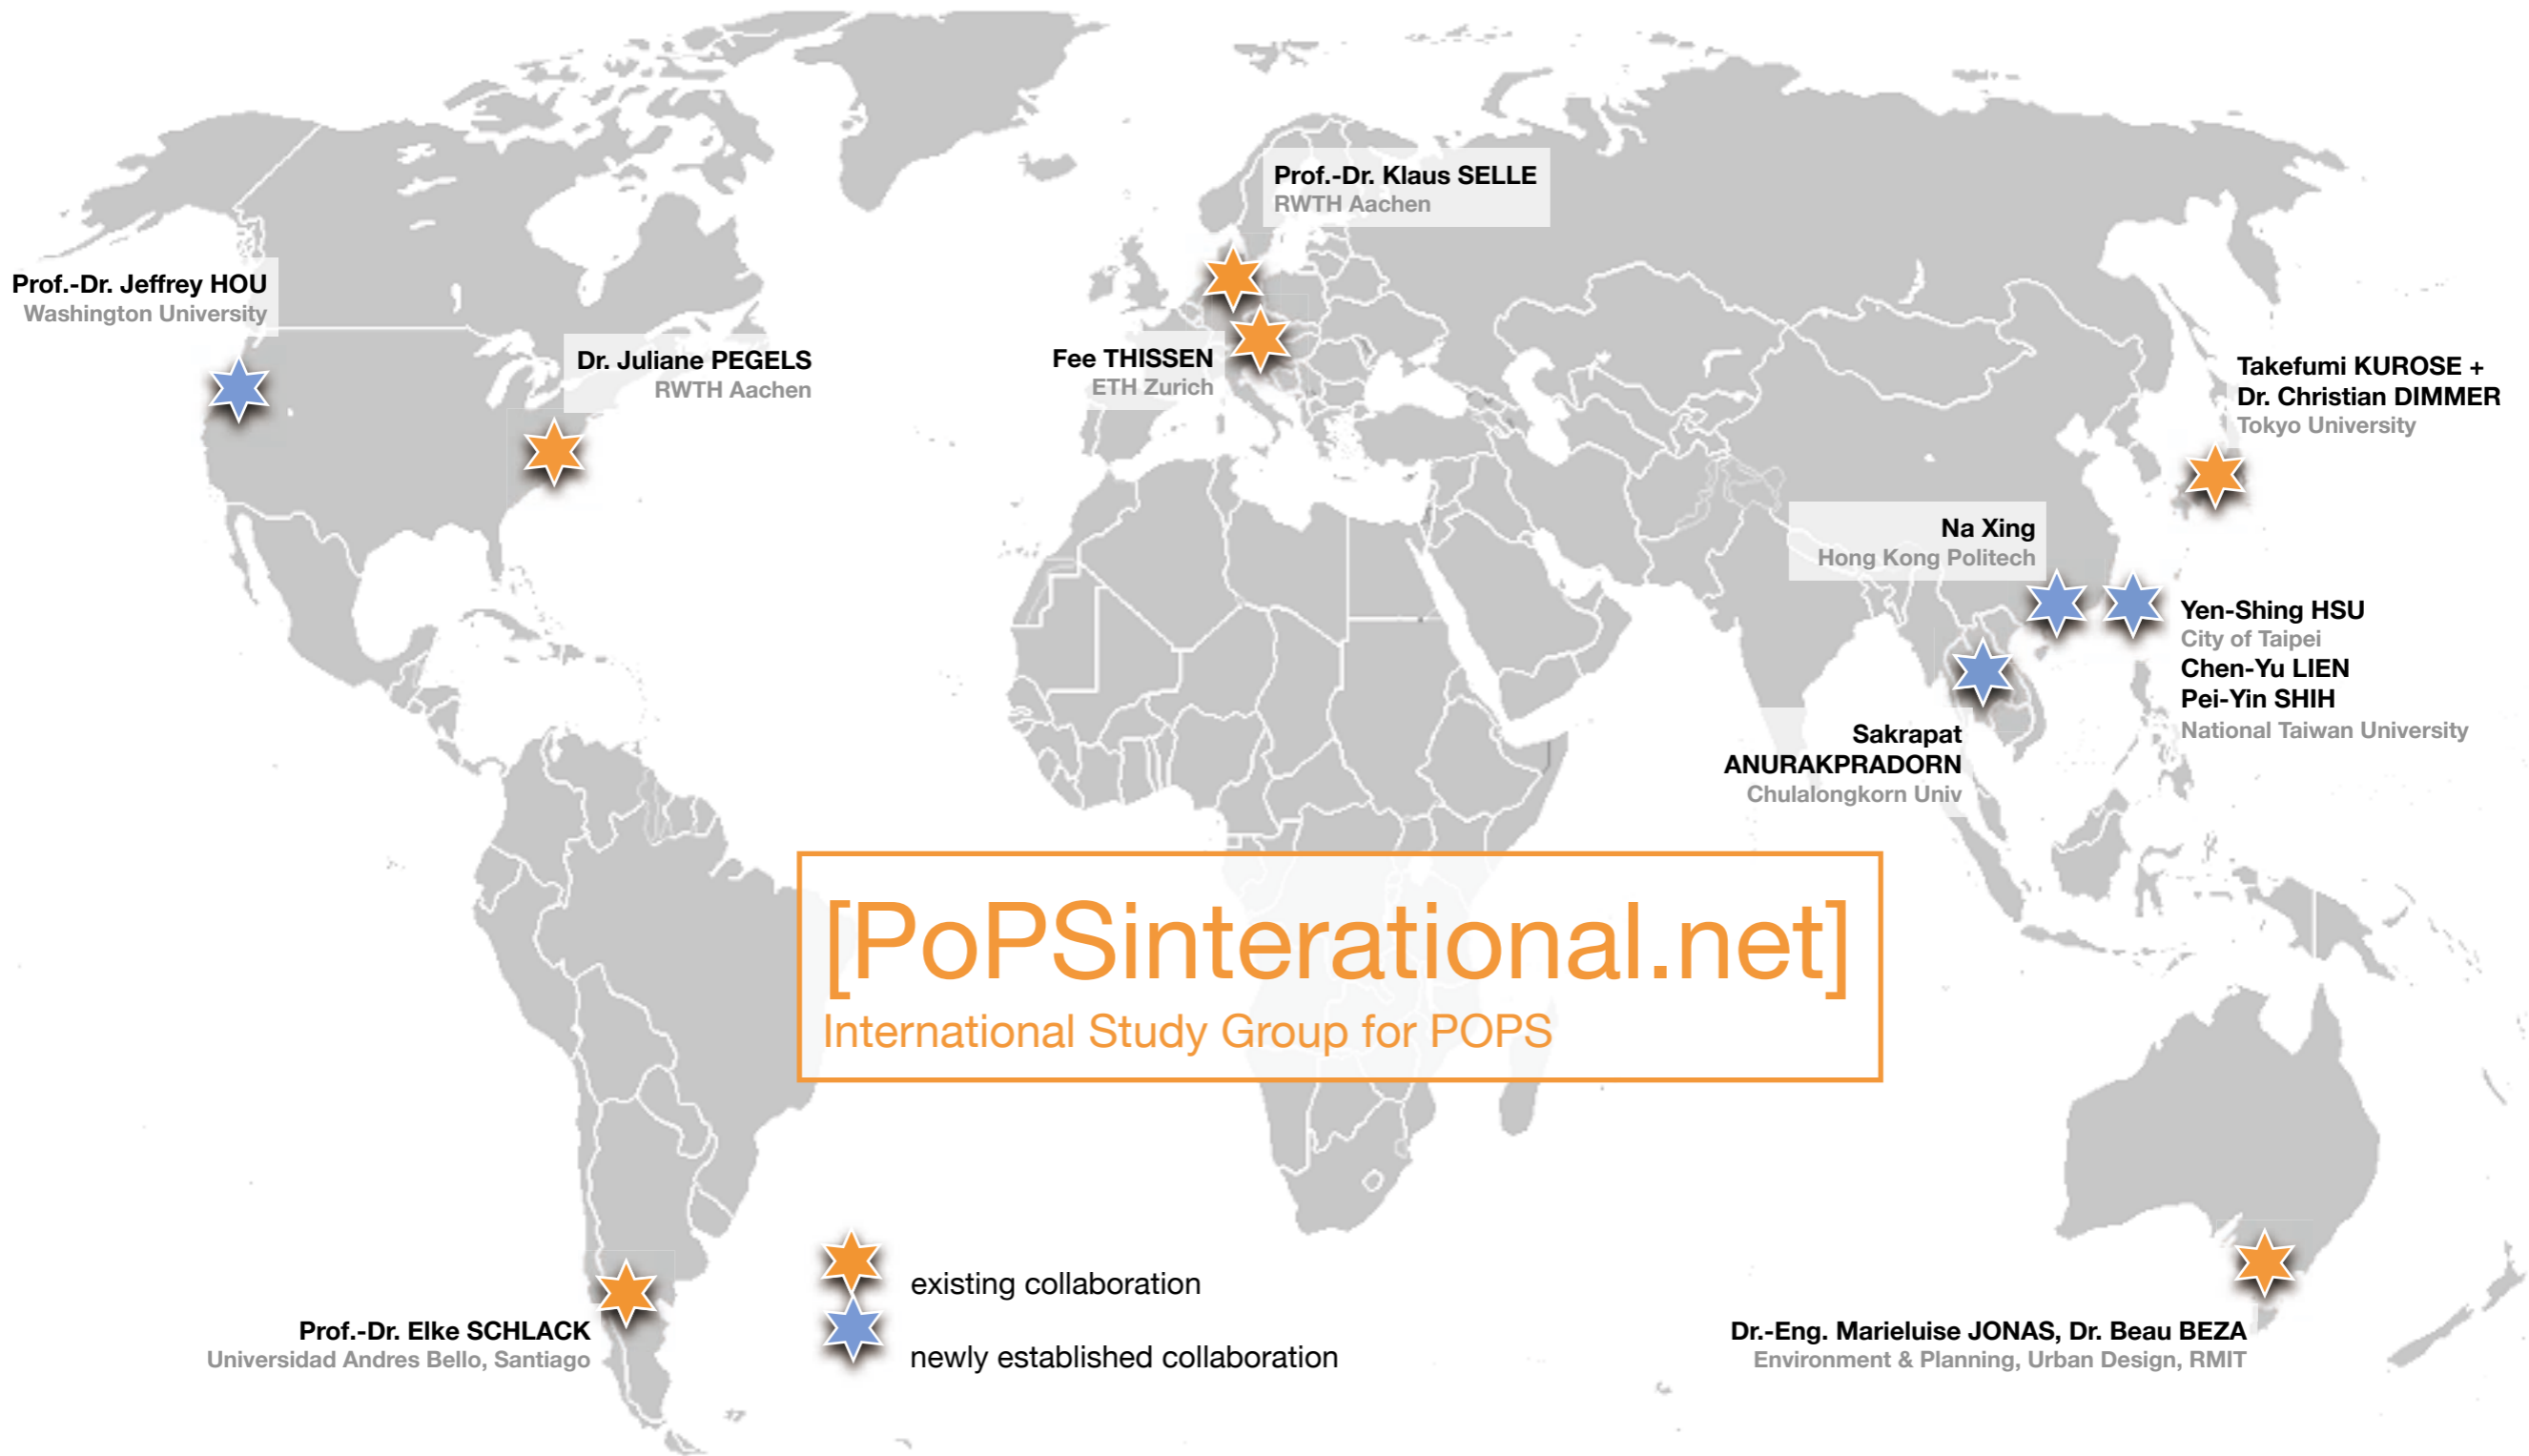 Prof.-Dr. Klaus SELLE
RWTH Aachen
Prof.-Dr. Jeffrey HOU
Washington University
Dr. Juliane PEGELS
RWTH Aachen
Fee THISSEN
ETH Zurich
Takefumi KUROSE +
Dr. Christian DIMMER
Tokyo University
Na Xing
Hong Kong Politech
Yen-Shing HSU
City of Taipei
Chen-Yu LIEN
Pei-Yin SHIH
National Taiwan University
Sakrapat
ANURAKPRADORN
Chulalongkorn Univ
[PoPSinterational.net]
International Study Group for POPS
existing collaboration
newly established collaboration
Prof.-Dr. Elke SCHLACK
Universidad Andres Bello, Santiago
Dr.-Eng. Marieluise JONAS, Dr. Beau BEZA
Environment & Planning, Urban Design, RMIT